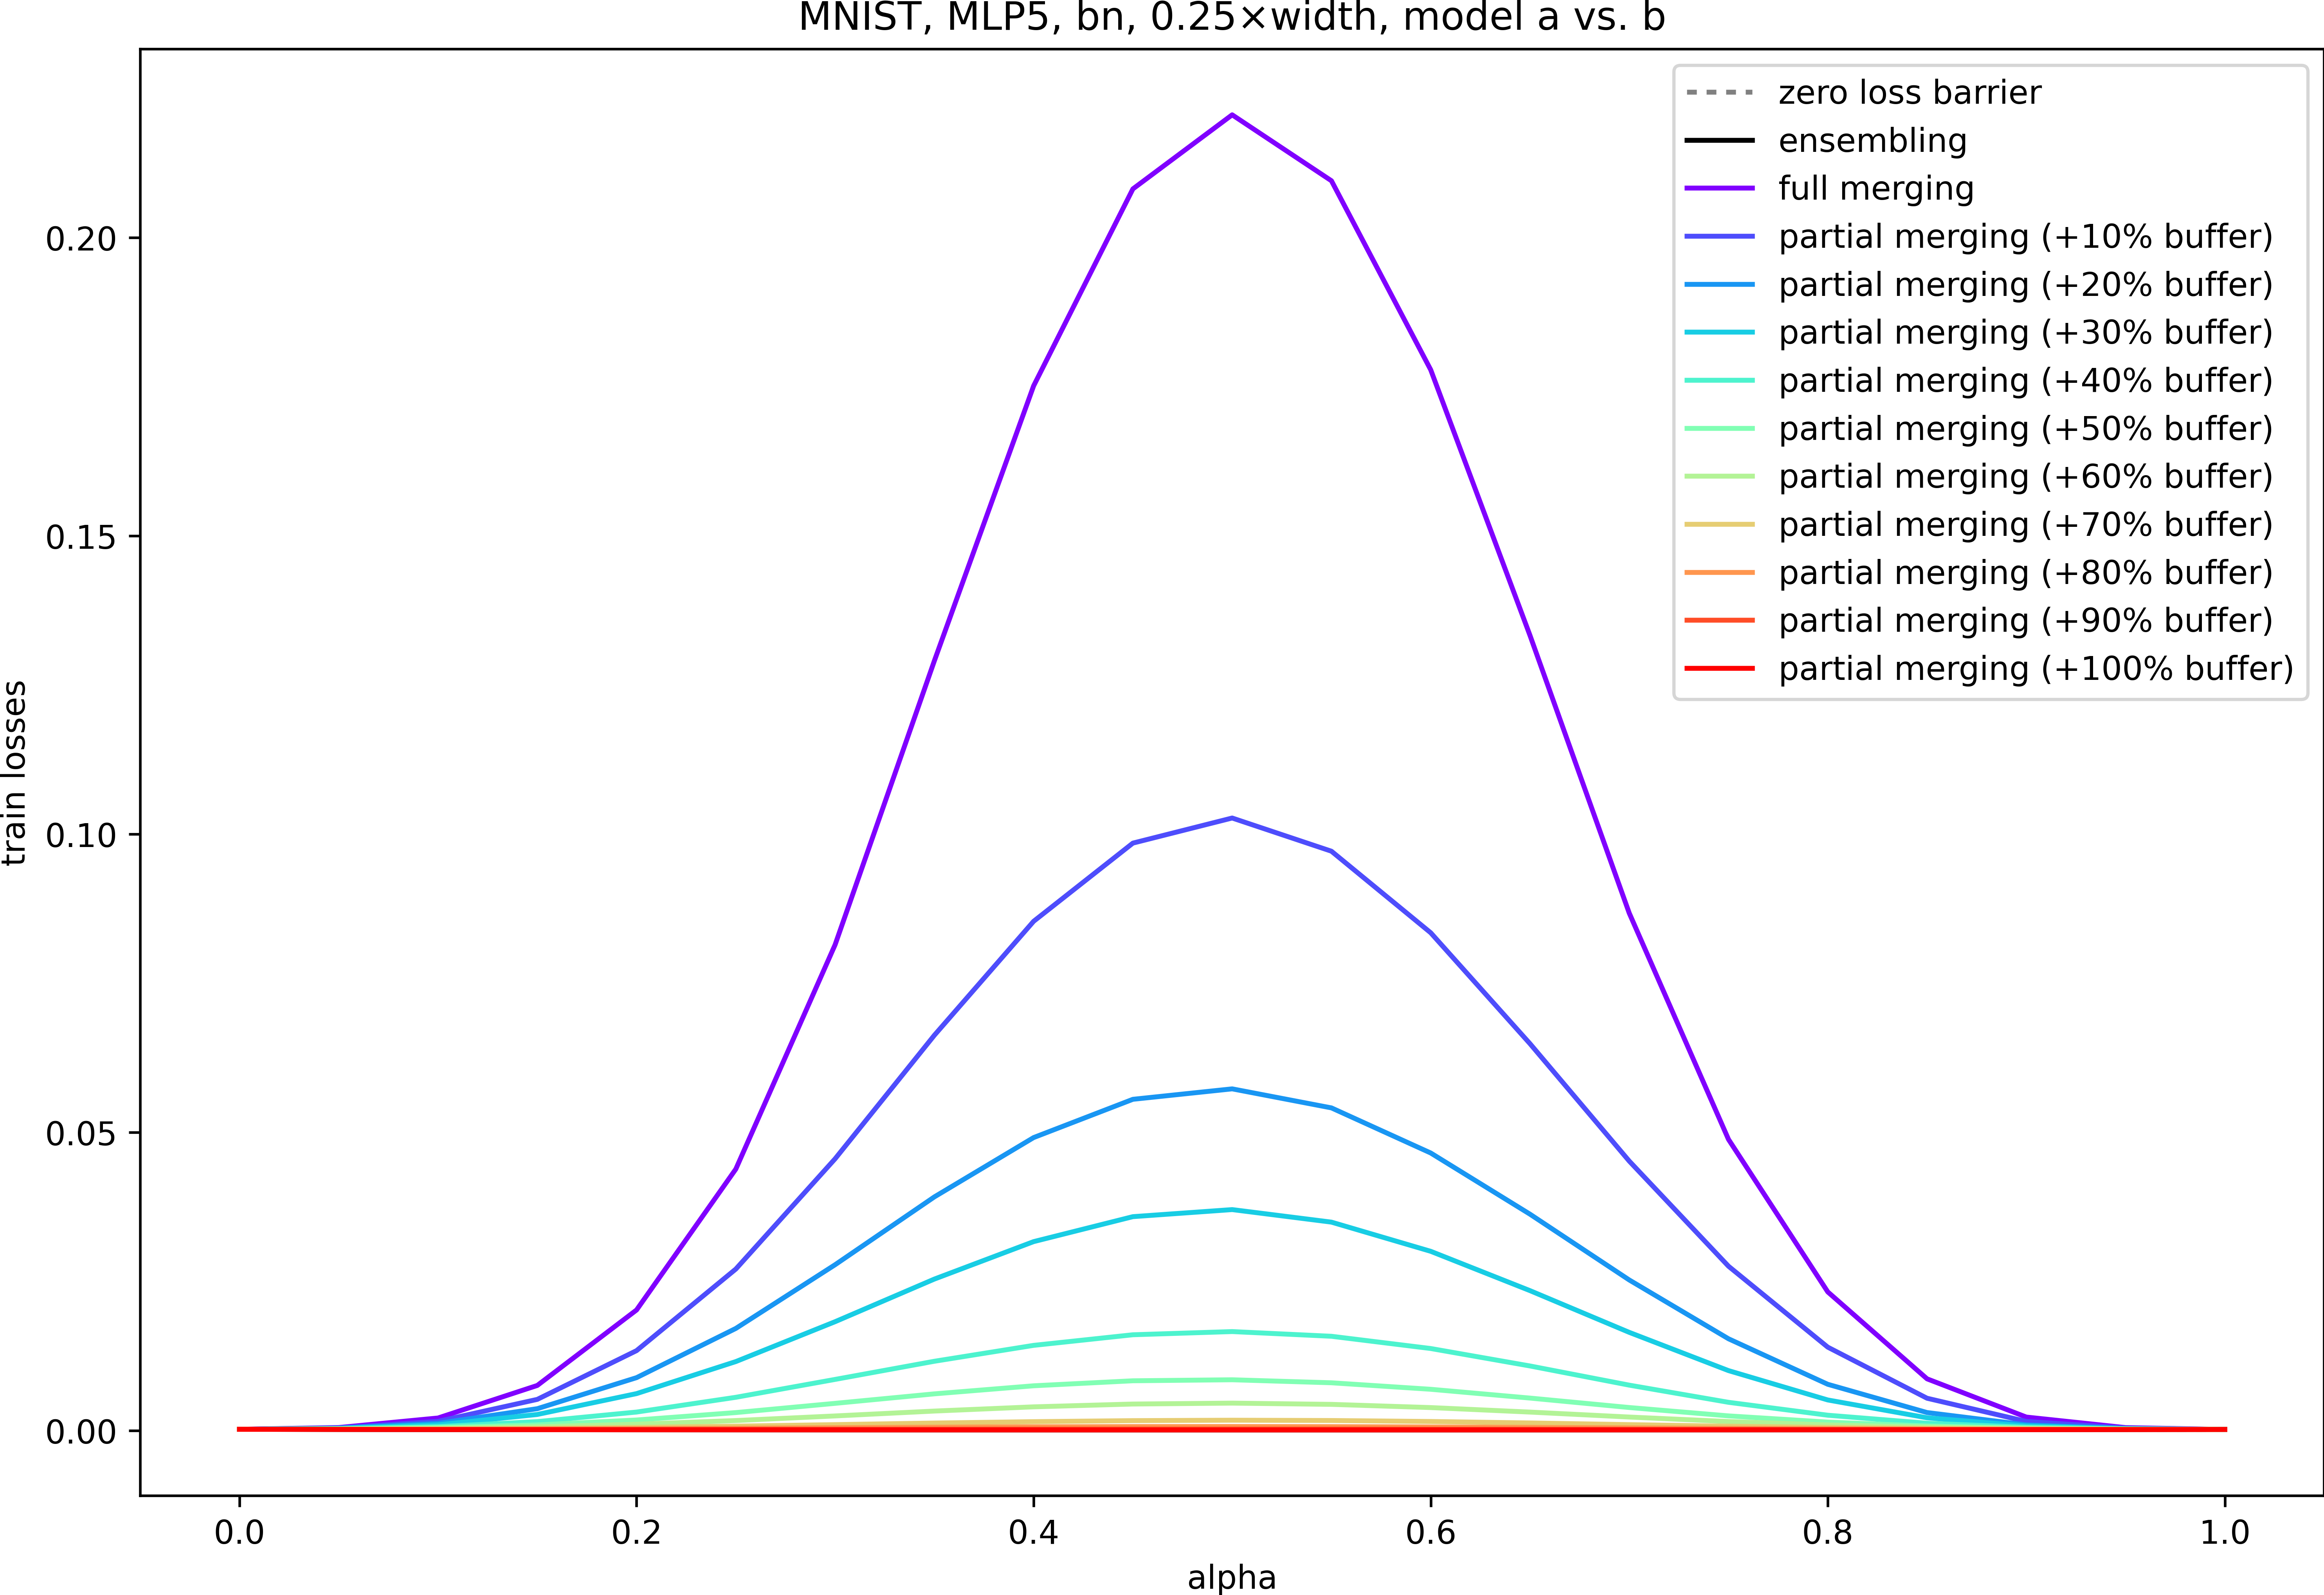 MNIST, MLP5, bn, 0.25×width, model a vs. b
zero loss barrier
ensembling
full merging
partial merging (+10% buffer)
partial merging (+20% buffer)
partial merging (+30% buffer)
partial merging (+40% buffer)
partial merging (+50% buffer)
partial merging (+60% buffer)
partial merging (+70% buffer)
partial merging (+80% buffer)
partial merging (+90% buffer)
partial merging (+100% buffer)
train losses
0.20
0.15
0.10
0.05
0.00
0.0 0.2 0.4 0.6 0.8 1.0
alpha